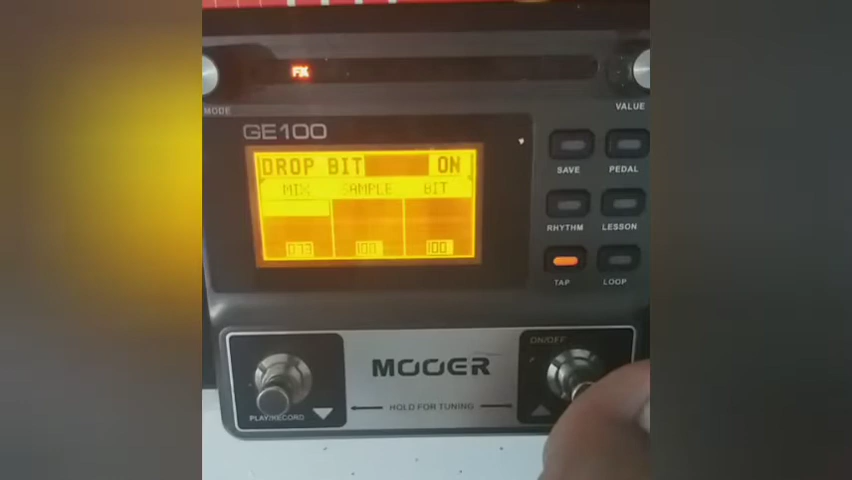 FX
MODE
VALUE
GE100
DROP BIT ON
MIX SAMPLE BIT
073 100 100
SAVE PEDAL
RHYTHM LESSON
TAP LOOP
ON/OFF
MOOER
HOLD FOR TUNING
PLAY/RECORD